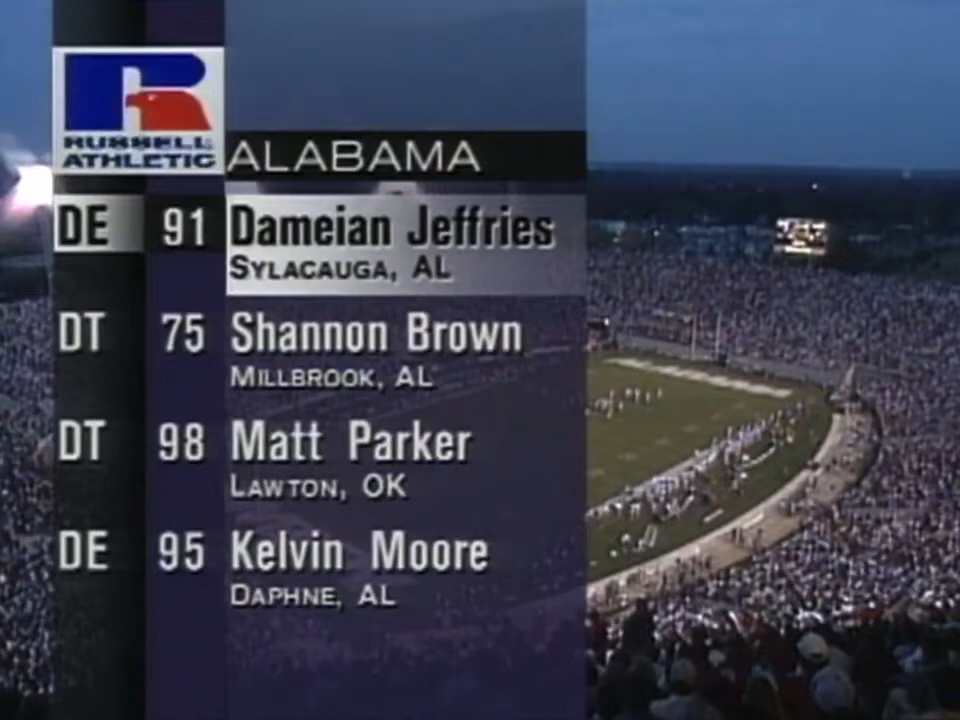 RUSSELL
ATHLETIC
ALABAMA
DE 91 Dameian Jeffries
SYLACAUGA, AL
DT 75 Shannon Brown
MILLBROOK, AL
DT 98 Matt Parker
LAWTON, OK
DE 95 Kelvin Moore
DAPHNE, AL